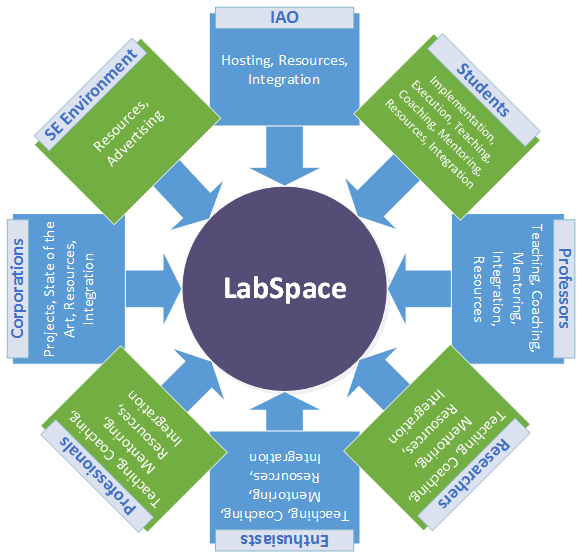 IAO
Hosting, Resources,
Integration
Students
Implementation,
Execution, Teaching,
Coaching, Mentoring,
Resources, Integration
Professors
Teaching, Coaching,
Mentoring,
Integration,
Resources
Researchers
Teaching, Coaching,
Mentoring,
Resources,
Integration
Enthusiasts
Teaching, Coaching,
Mentoring,
Resources,
Integration
Professionals
Teaching, Coaching,
Mentoring,
Resources,
Integration
Corporations
Projects, State of the
Art, Resources,
Integration
SE Environment
Resources,
Advertising
LabSpace